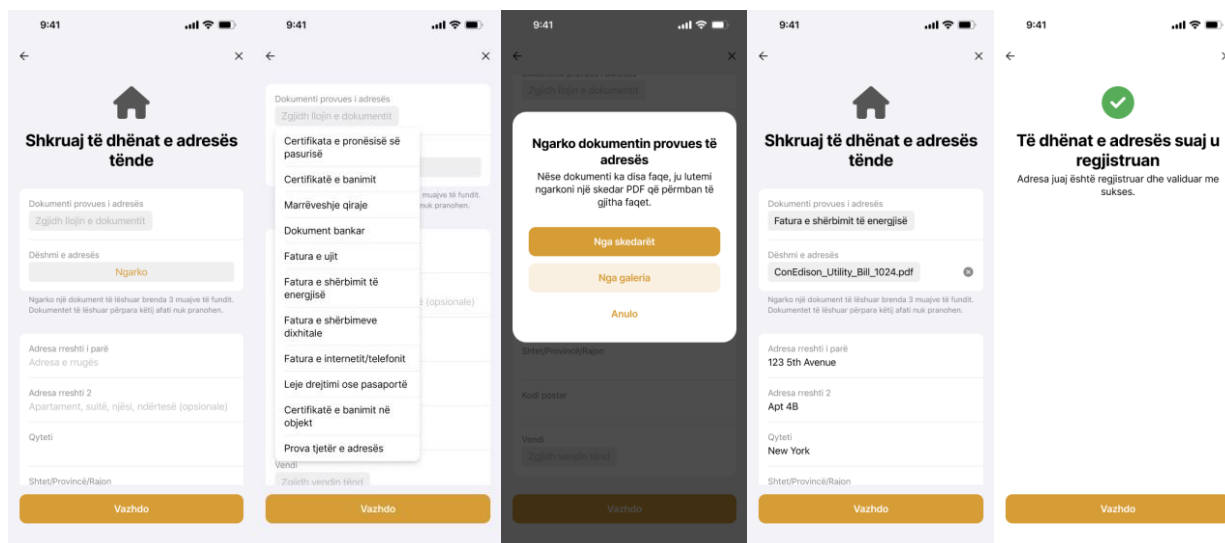 9:41
Shkruaj të dhënat e adresës
tënde
Dokumenti provues i adresës
Zgjidh llojin e dokumentit
Dëshmi e adresës
Ngarko
Ngarko një dokument të lëshuar brenda 3 muajve të fundit.
Dokumentet të lëshuar përpara këtij afati nuk pranohen.
Adresa rreshti i parë
Adresa e rrugës
Adresa rreshti 2
Apartament, suitë, njësi, ndërtesë (opsionale)
Qyteti
Shtet/Provincë/Rajon
Vazhdo
9:41
Dokumenti provues i adresës
Zgjidh llojin e dokumentit
Certifikata e pronësisë së
pasurisë
Certifikatë e banimit
muajve të fundit.
Marrëveshje qiraje
nuk pranohen.
Dokument bankar
Fatura e ujit
Fatura e shërbimit të
energjisë
(opsionale)
Fatura e shërbimeve
dixhitale
Fatura e internetit/telefonit
Leje drejtimi ose pasaportë
Certifikatë e banimit në
objekt
Prova tjetër e adresës
Vendi
Zgjidh vendin tënd
Vazhdo
9:41
Zgjidh llojin e dokumentit
Ngarko dokumentin provues të
adresës
Nëse dokumenti ka disa faqe, ju lutemi
ngarkoni një skedar PDF që përmban të
gjitha faqet.
Nga skedarët
Nga galeria
Anulo
Shtet/Provincë/Rajon
Kodi postar
Vendi
Zgjidh vendin tënd
Vazhdo
9:41
Shkruaj të dhënat e adresës
tënde
Dokumenti provues i adresës
Fatura e shërbimit të energjisë
Dëshmi e adresës
ConEdison_Utility_Bill_1024.pdf
Ngarko një dokument të lëshuar brenda 3 muajve të fundit.
Dokumentet të lëshuar përpara këtij afati nuk pranohen.
Adresa rreshti i parë
123 5th Avenue
Adresa rreshti 2
Apt 4B
Qyteti
New York
Shtet/Provincë/Rajon
Vazhdo
9:41
Të dhënat e adresës suaj u
regjistruan
Adresa juaj është regjistruar dhe validuar me
sukses.
Vazhdo